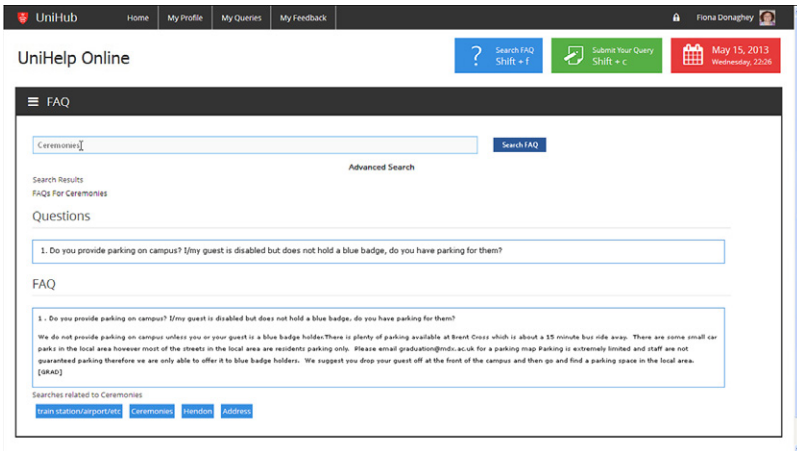 UniHub Home My Profile My Queries My Feedback Fiona Donaghey
UniHelp Online
? Search FAQ
Shift + f
Submit Your Query
Shift + c
May 15, 2013
Wednesday, 22:26
FAQ
Ceremonies
Search FAQ
Advanced Search
Search Results
FAQs For Ceremonies
Questions
1. Do you provide parking on campus? I/my guest is disabled but does not hold a blue badge, do you have parking for them?
FAQ
1 . Do you provide parking on campus? I/my guest is disabled but does not hold a blue badge, do you have parking for them?
We do not provide parking on campus unless you or your guest is a blue badge holder.There is plenty of parking available at Brent Cross which is about a 15 minute bus ride away. There are some small car
parks in the local area however most of the streets in the local area are residents parking only. Please email graduation@mdx.ac.uk for a parking map Parking is extremely limited and staff are not
guaranteed parking therefore we are only able to offer it to blue badge holders. We suggest you drop your guest off at the front of the campus and then go and find a parking space in the local area.
[GRAD]
Searches related to Ceremonies
train station/airport/etc Ceremonies Hendon Address